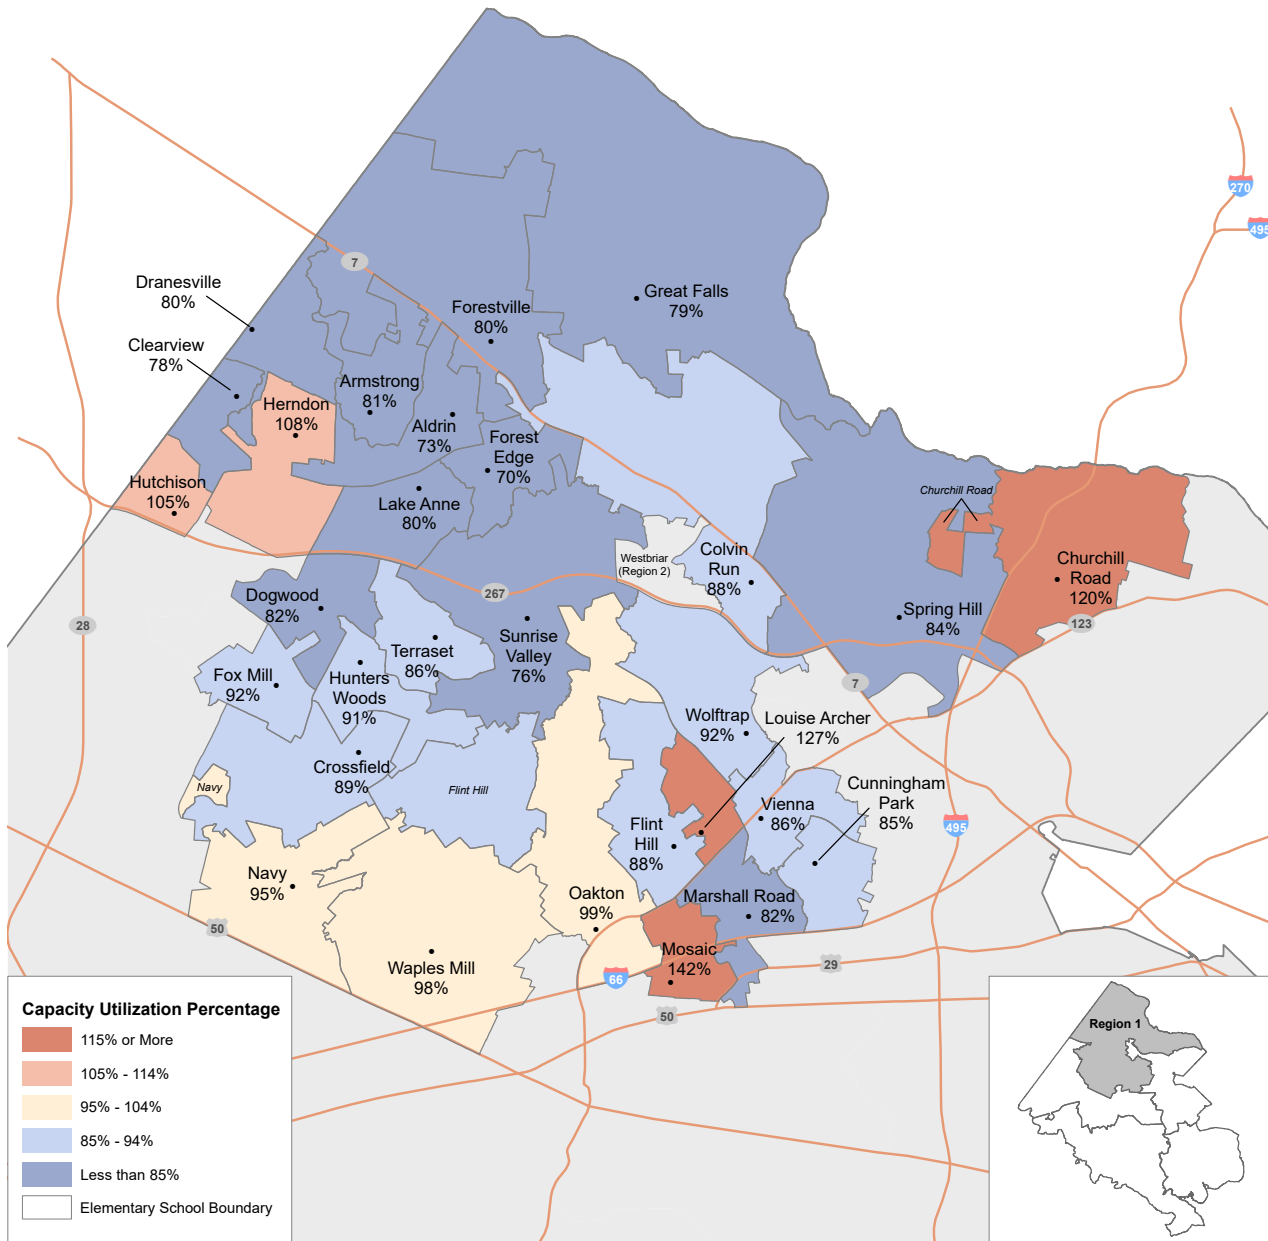 270
495
7
Dranesville
80%
Great Falls
79%
Forestville
80%
Clearview
78%
Armstrong
81%
Herndon
108%
Aldrin
73%
Forest
Edge
70%
Hutchison
105%
Lake Anne
80%
Churchill Road
Colvin
Run
88%
Westbriar
(Region 2)
Churchill
Road
120%
Dogwood
82%
267
Spring Hill
84%
123
28
Sunrise
Valley
76%
Terraset
86%
Fox Mill
92%
Hunters
Woods
91%
7
Wolftrap
92%
Louise Archer
127%
Crossfield
89%
Navy
Flint Hill
Cunningham
Park
85%
Vienna
86%
495
Flint
Hill
88%
Navy
95%
Oakton
99%
Marshall Road
82%
50
Waples Mill
98%
Mosaic
142%
29
66
50
Capacity Utilization Percentage
115% or More
105% - 114%
95% - 104%
85% - 94%
Less than 85%
Elementary School Boundary
Region 1